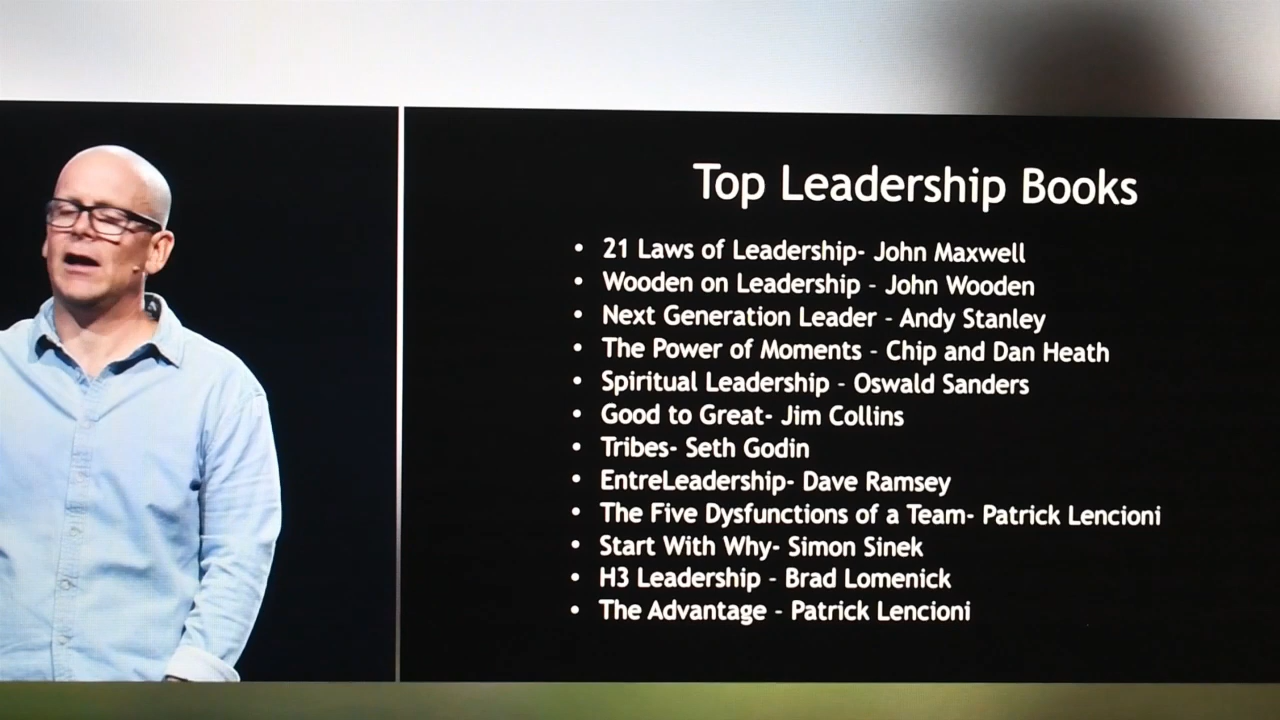 Top Leadership Books
• 21 Laws of Leadership- John Maxwell
• Wooden on Leadership - John Wooden
• Next Generation Leader - Andy Stanley
• The Power of Moments - Chip and Dan Heath
• Spiritual Leadership - Oswald Sanders
• Good to Great- Jim Collins
• Tribes- Seth Godin
• EntreLeadership- Dave Ramsey
• The Five Dysfunctions of a Team- Patrick Lencioni
• Start With Why- Simon Sinek
• H3 Leadership - Brad Lomenick
• The Advantage - Patrick Lencioni